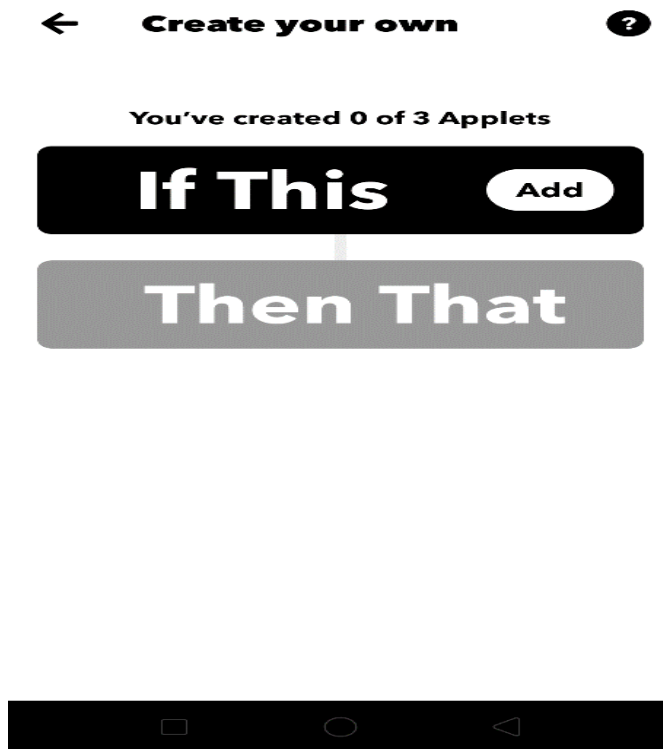 Create your own
?
You've created 0 of 3 Applets
If This
Add
Then That